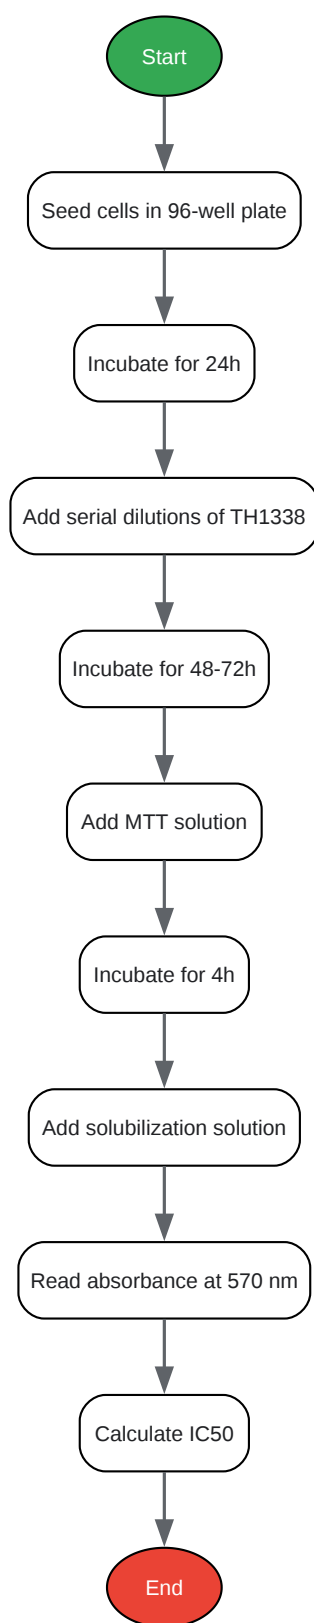 Start
Seed cells in 96-well plate
Incubate for 24h
Add serial dilutions of TH1338
Incubate for 48-72h
Add MTT solution
Incubate for 4h
Add solubilization solution
Read absorbance at 570 nm
Calculate IC50
End